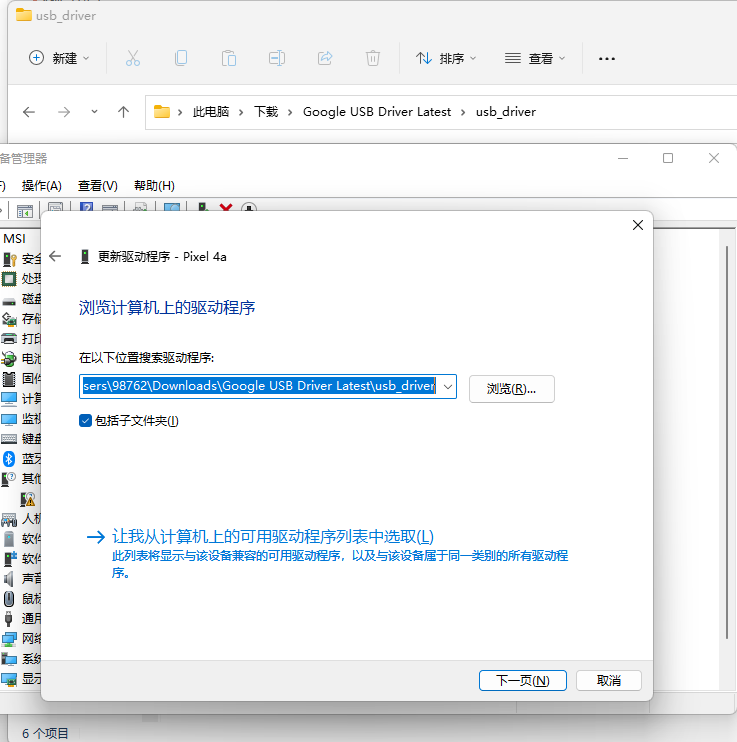 usb_driver
新建
排序
查看
此电脑 > 下载 > Google USB Driver Latest > usb_driver
备管理器
操作(A) 查看(V) 帮助(H)
MSI
更新驱动程序 - Pixel 4a
浏览计算机上的驱动程序
在以下位置搜索驱动程序:
sers\98762\Downloads\Google USB Driver Latest\usb_driver
浏览(R)...
包括子文件夹(I)
安全
处理
磁盘
存储
打印
电池
固件
计算
监视
键盘
蓝牙
其他
人机
软件
软件
声音
鼠标
通用
网络
系统
显示
让我从计算机上的可用驱动程序列表中选取(L)
此列表将显示与该设备兼容的可用驱动程序，以及与该设备属于同一类别的所有驱动程
序。
下一页(N)
取消
6 个项目